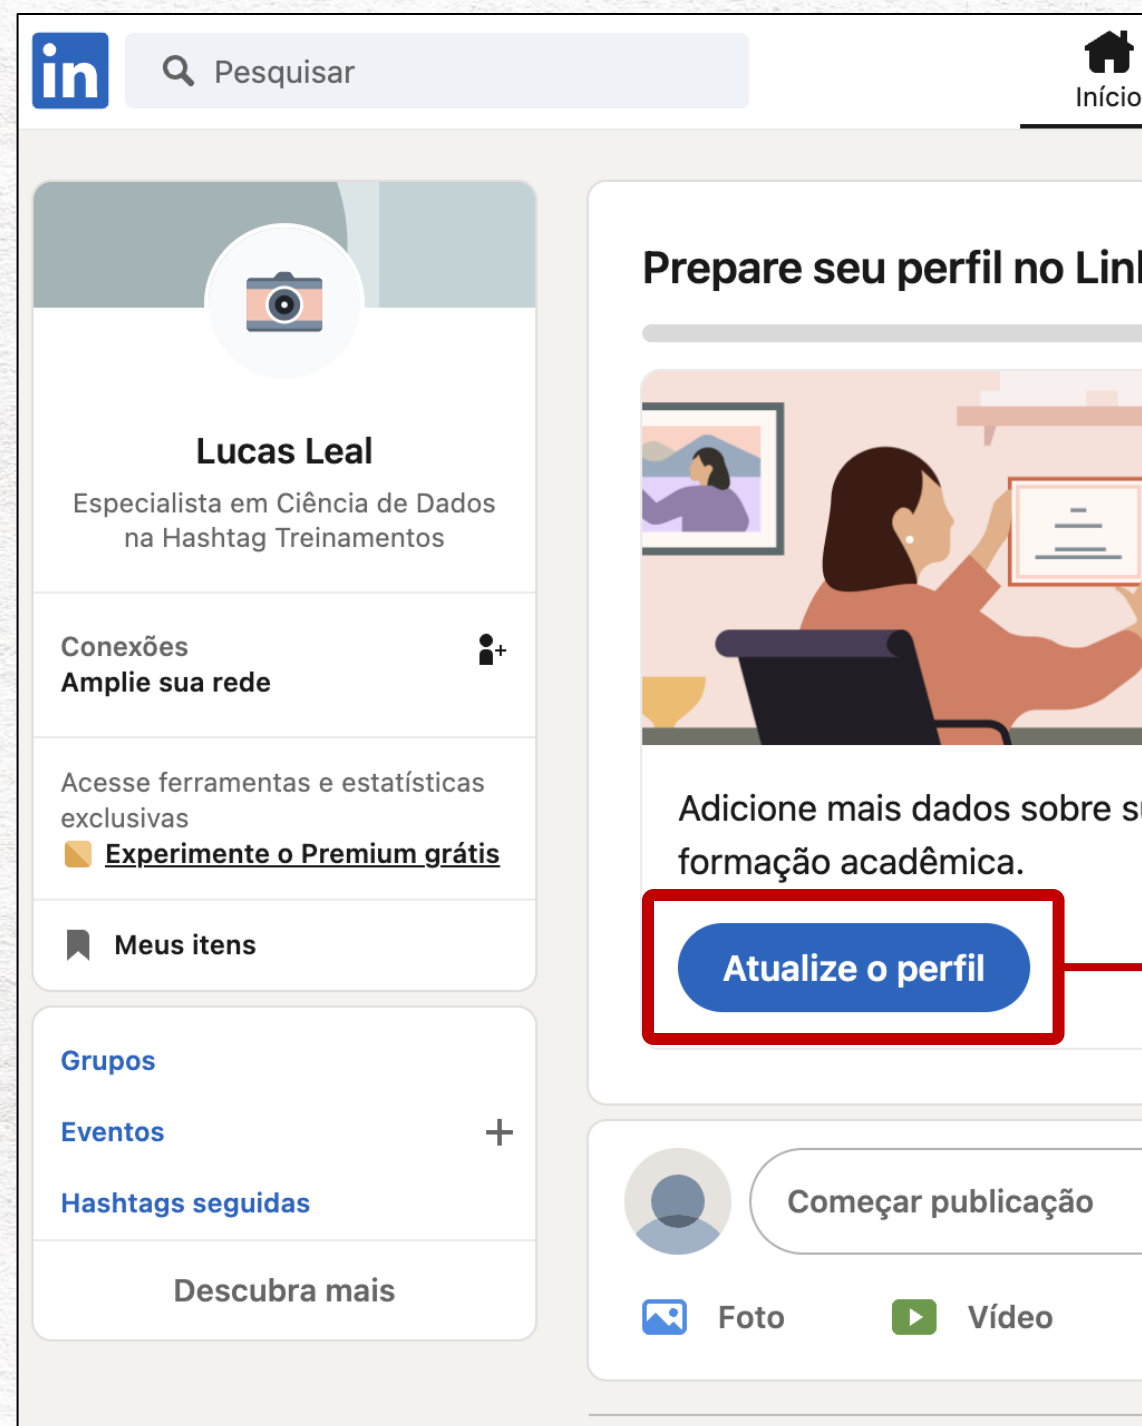 in
Pesquisar
Início
Prepare seu perfil no Lin
Lucas Leal
Especialista em Ciência de Dados
na Hashtag Treinamentos
Conexões
Amplie sua rede
Acesse ferramentas e estatísticas
exclusivas
Experimente o Premium grátis
Meus itens
Grupos
Eventos
Hashtags seguidas
Descubra mais
Adicione mais dados sobre
formação acadêmica.
Atualize o perfil
Começar publicação
Foto
Vídeo